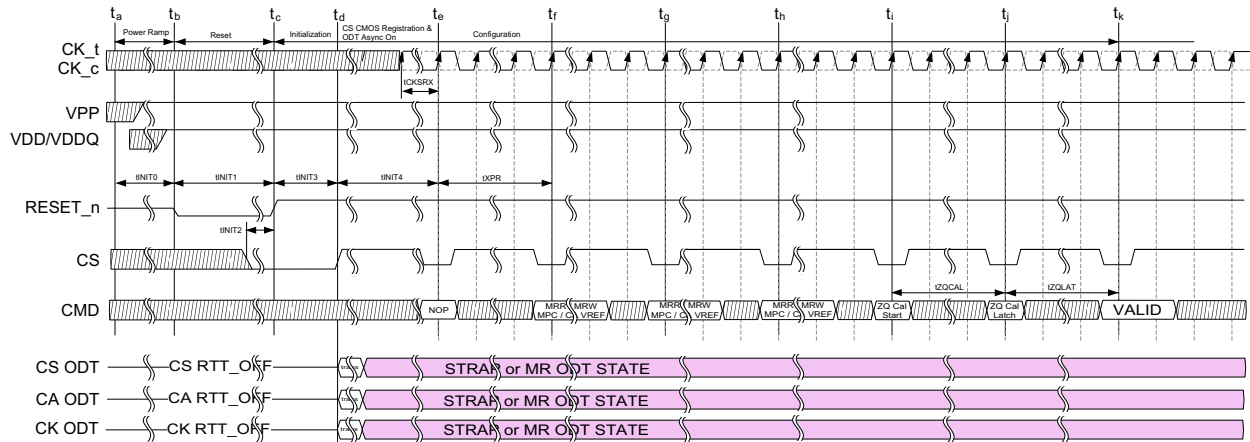 ta tb tc td te tf tg th ti tj tk
Power Ramp Reset Initialization CS CMOS Registration & ODT Async On Configuration
CK_t
CK_c
tCKSRX
VPP
VDD/VDDQ
tINIT0 tINIT1 tINIT3 tINIT4 tXPR
RESET_n
tINIT2
CS
tZQCAL tZQLAT
CMD NOP MRR MRW MRR MRW MRR MRW ZQ Cal ZQ Cal VALID
MPC / VREF MPC / VREF MPC / VREF Start Latch
CS ODT CS RTT_OFF trans STRAP or MR ODT STATE
CA ODT CA RTT_OFF trans STRAP or MR ODT STATE
CK ODT CK RTT_OFF trans STRAP or MR ODT STATE